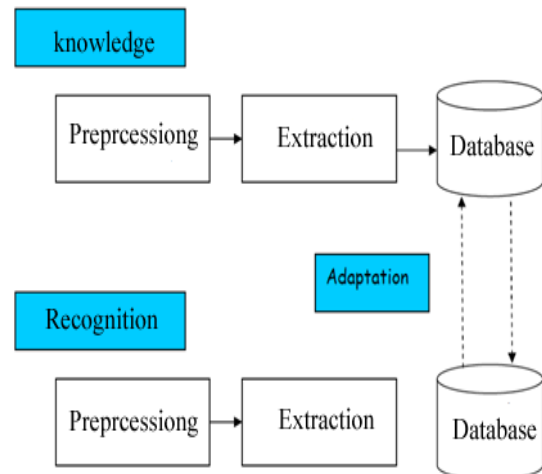 knowledge
Preprcessiong
Extraction
Database
Adaptation
Recognition
Preprcessiong
Extraction
Database